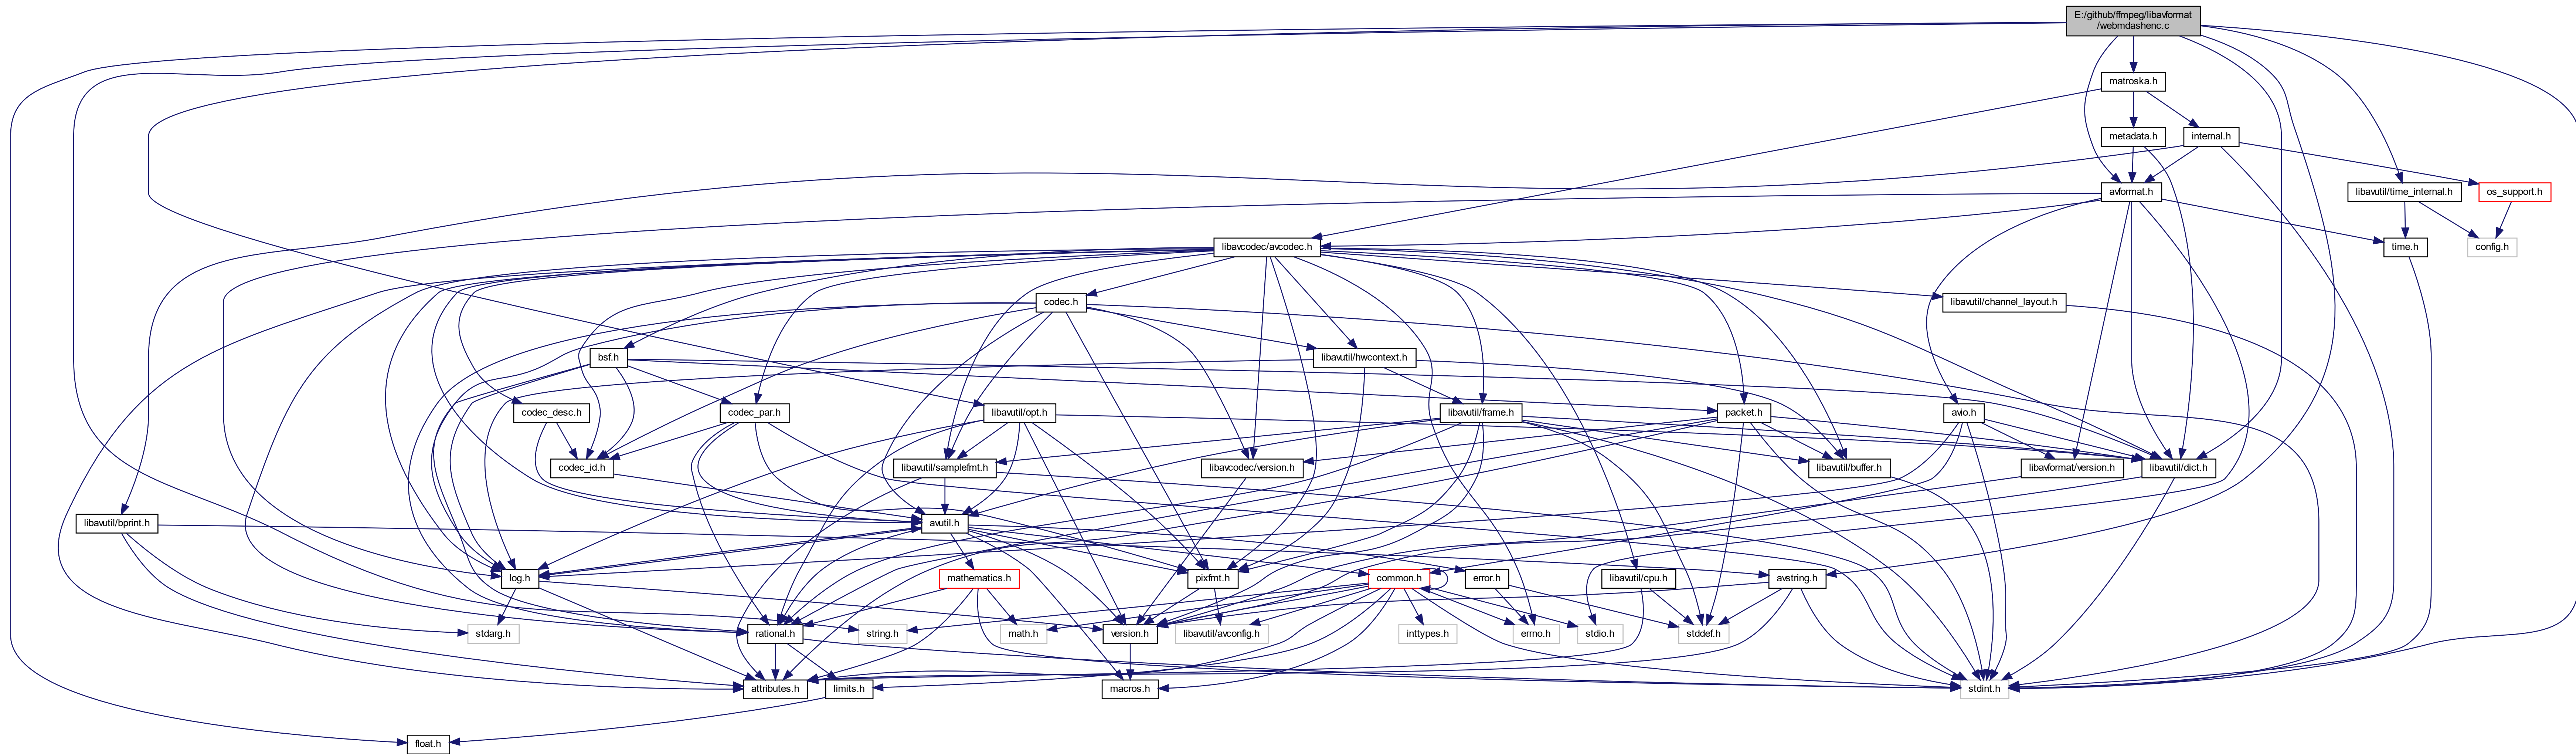 E:/github/ffmpeg/libavformat
/webmdashenc.c
matroska.h
metadata.h
internal.h
avformat.h
libavutil/time_internal.h
os_support.h
libavcodec/avcodec.h
time.h
config.h
codec.h
libavutil/channel_layout.h
bsf.h
libavutil/hwcontext.h
codec_desc.h
codec_par.h
libavutil/opt.h
libavutil/frame.h
packet.h
avio.h
codec_id.h
libavutil/samplefmt.h
libavcodec/version.h
libavutil/buffer.h
libavformat/version.h
libavutil/dict.h
libavutil/bprint.h
avutil.h
log.h
mathematics.h
pixfmt.h
common.h
error.h
libavutil/cpu.h
avstring.h
stdarg.h
rational.h
string.h
math.h
version.h
libavutil/avconfig.h
inttypes.h
errno.h
stdio.h
stddef.h
attributes.h
limits.h
macros.h
stdint.h
float.h